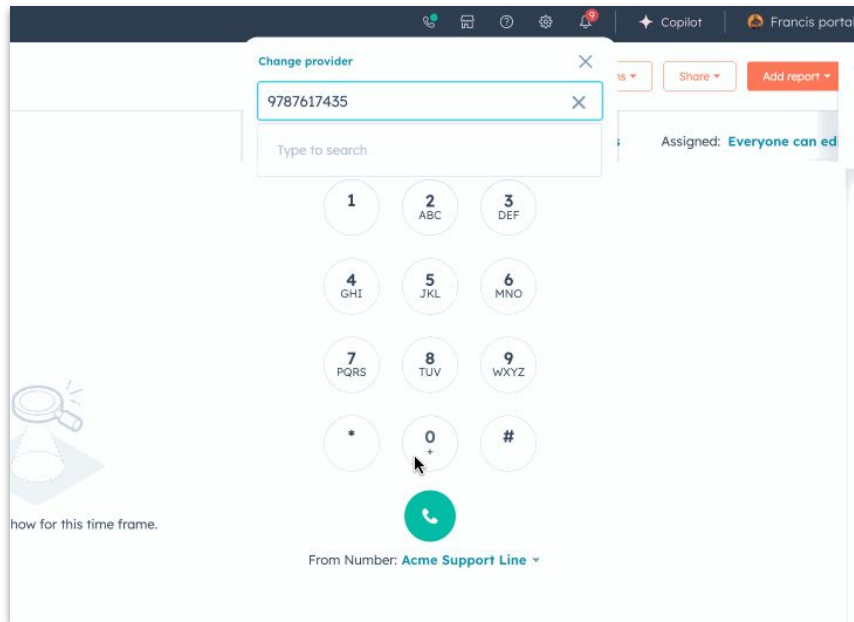 9
Copilot
Francis portal
Change provider
9787617435
Share
Add report
Type to search
Assigned: Everyone can ed
1
2
ABC
3
DEF
4
GHI
5
JKL
6
MNO
7
PQRS
8
TUV
9
WXYZ
*
0
+
#
how for this time frame.
From Number: Acme Support Line